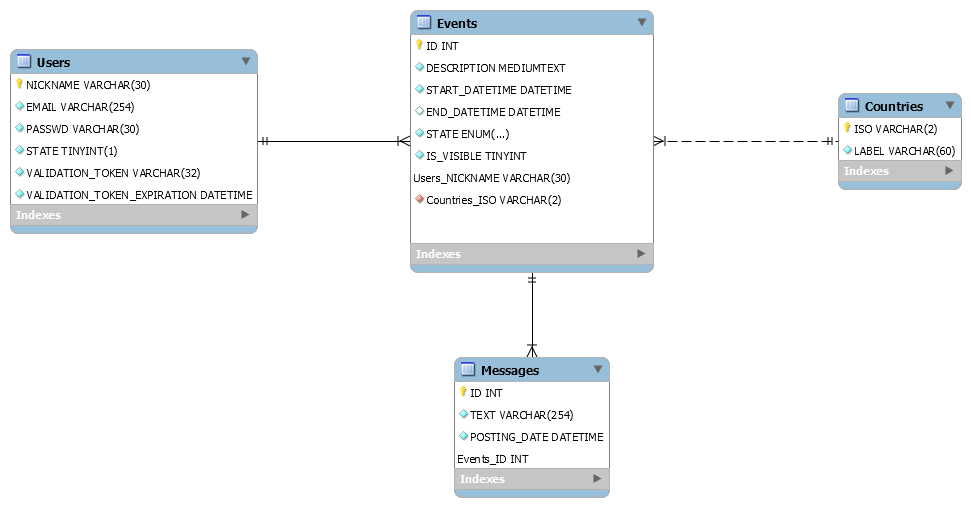 Users
NICKNAME VARCHAR(30)
EMAIL VARCHAR(254)
PASSWD VARCHAR(30)
STATE TINYINT(1)
VALIDATION_TOKEN VARCHAR(32)
VALIDATION_TOKEN_EXPIRATION DATETIME
Indexes
Events
ID INT
DESCRIPTION MEDIUMTEXT
START_DATETIME DATETIME
END_DATETIME DATETIME
STATE ENUM(...)
IS_VISIBLE TINYINT
Users_NICKNAME VARCHAR(30)
Countries_ISO VARCHAR(2)
Indexes
Countries
ISO VARCHAR(2)
LABEL VARCHAR(60)
Indexes
Messages
ID INT
TEXT VARCHAR(254)
POSTING_DATE DATETIME
Events_ID INT
Indexes